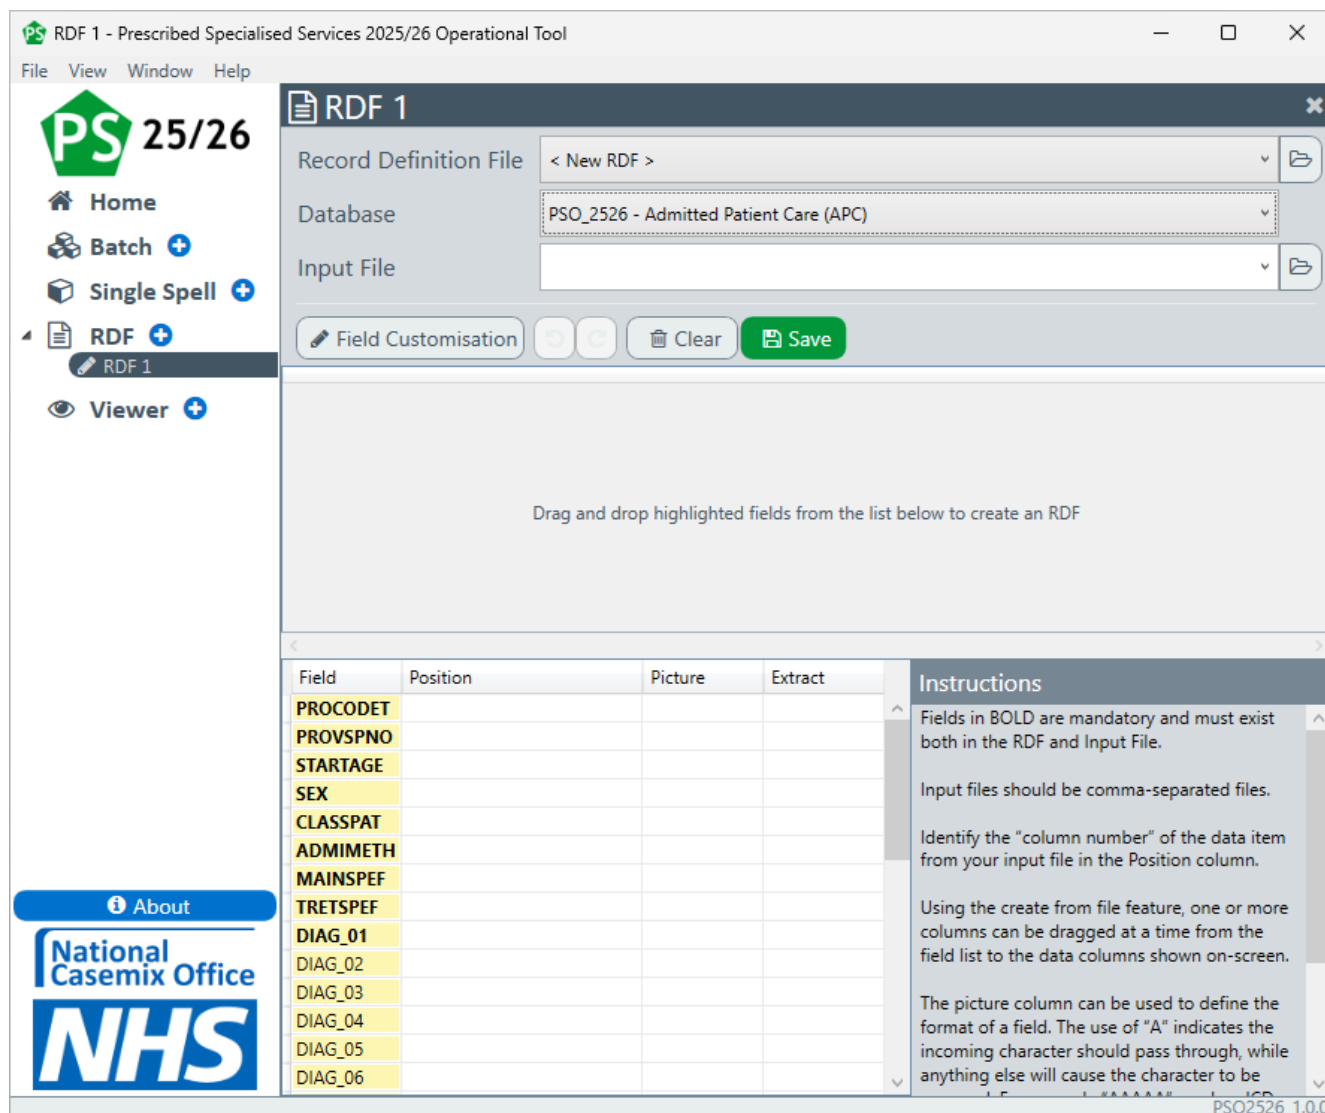 RDF 1 - Prescribed Specialised Services 2025/26 Operational Tool
File View Window Help
PS 25/26
Home
Batch
Single Spell
RDF
RDF 1
Viewer
About
National
Casemix Office
NHS
RDF 1
Record Definition File < New RDF >
Database PSO_2526 - Admitted Patient Care (APC)
Input File
Field Customisation Clear Save
Drag and drop highlighted fields from the list below to create an RDF
Field Position Picture Extract
PROCODET
PROVSPNO
STARTAGE
SEX
CLASSPAT
ADMIMETH
MAINSPEF
TRETSPEF
DIAG_01
DIAG_02
DIAG_03
DIAG_04
DIAG_05
DIAG_06
Instructions
Fields in BOLD are mandatory and must exist
both in the RDF and Input File.
Input files should be comma-separated files.
Identify the “column number” of the data item
from your input file in the Position column.
Using the create from file feature, one or more
columns can be dragged at a time from the
field list to the data columns shown on-screen.
The picture column can be used to define the
format of a field. The use of “A” indicates the
incoming character should pass through, while
anything else will cause the character to be
PSO2526 1.0.0